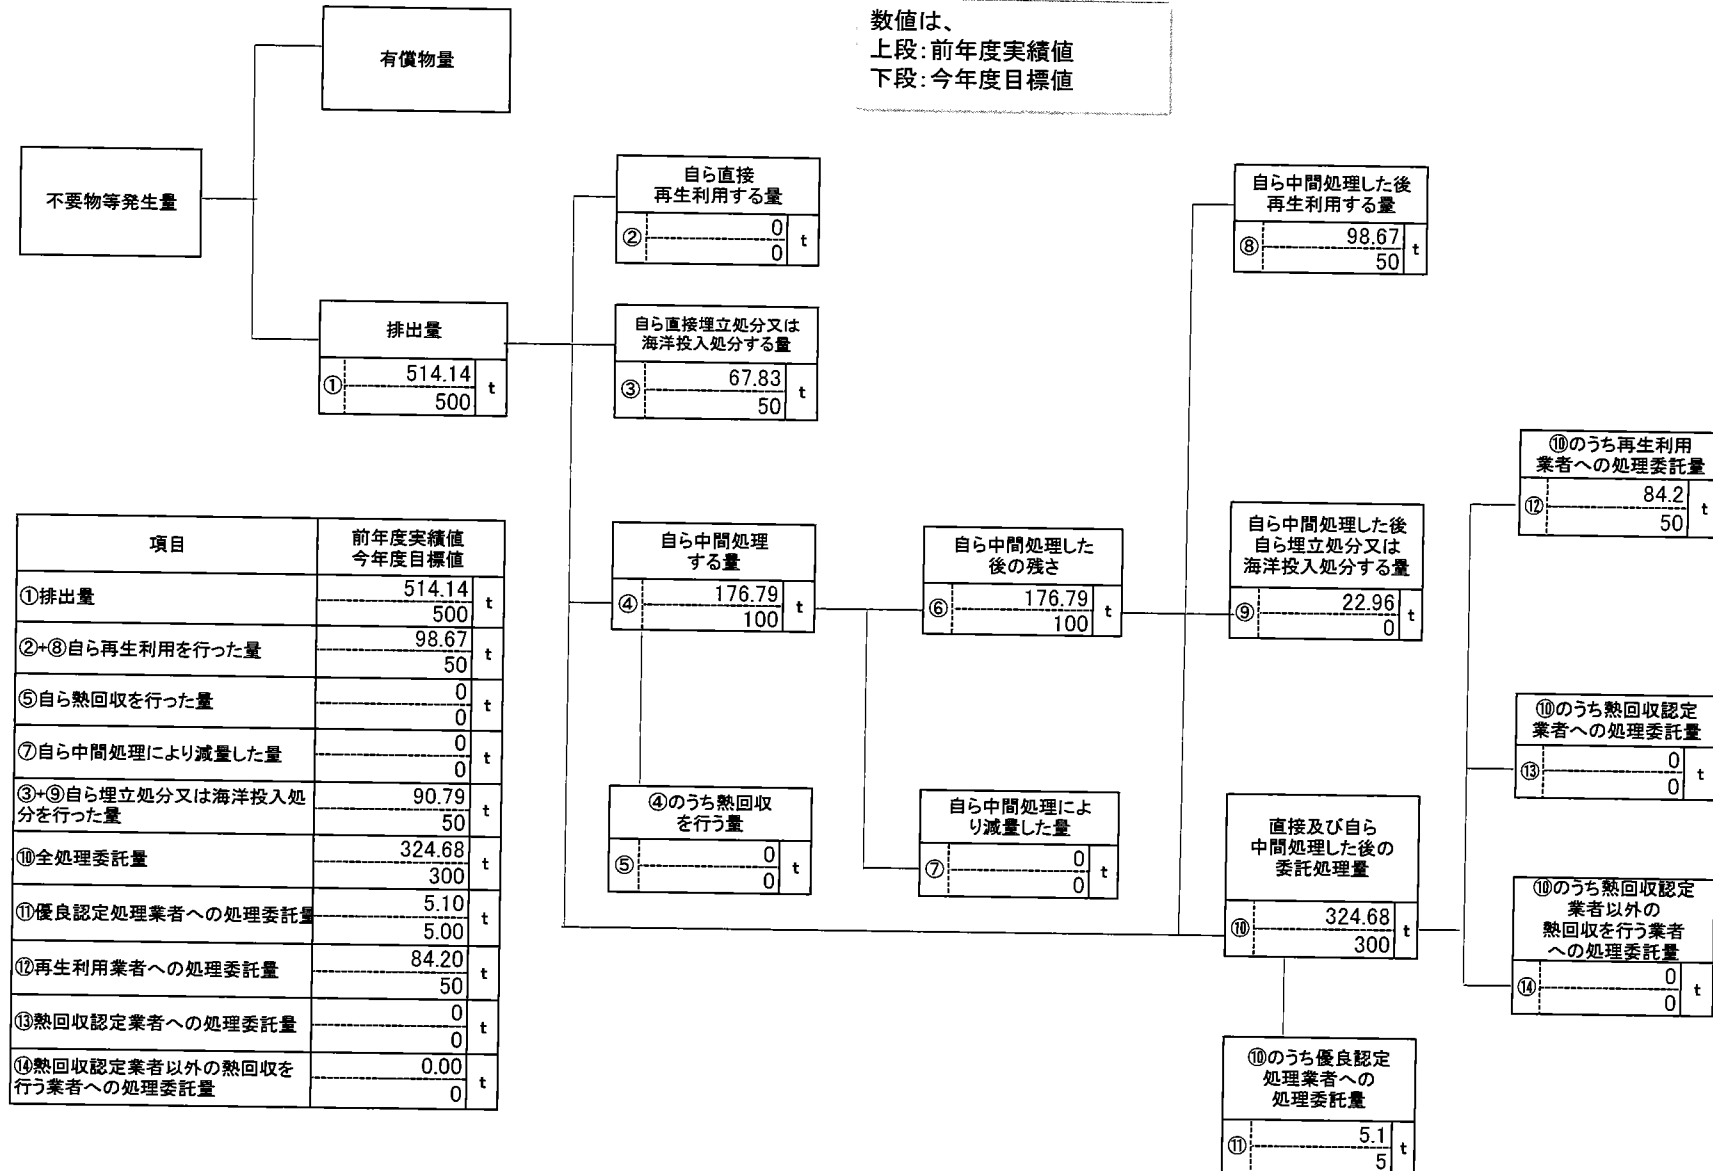 数値は、
上段:前年度実績値
下段:今年度目標値
有償物量
不要物等発生量
排出量
① 514.14 t
500
自ら直接
再生利用する量
② 0 t
0
自ら直接埋立処分又は
海洋投入処分する量
③ 67.83 t
50
自ら中間処理
する量
④ 176.79 t
100
④のうち熱回収
を行う量
⑤ 0 t
0
自ら中間処理した
後の残さ
⑥ 176.79 t
100
自ら中間処理によ
り減量した量
⑦ 0 t
0
自ら中間処理した後
再生利用する量
⑧ 98.67 t
50
自ら中間処理した後
自ら埋立処分又は
海洋投入処分する量
⑨ 22.96 t
0
直接及び自ら
中間処理した後の
委託処理量
⑩ 324.68 t
300
⑩のうち優良認定
処理業者への
処理委託量
⑪ 5.1 t
5
⑩のうち再生利用
業者への処理委託量
⑫ 84.2 t
50
⑩のうち熱回収認定
業者への処理委託量
⑬ 0 t
0
⑩のうち熱回収認定
業者以外の
熱回収を行う業者
への処理委託量
⑭ 0 t
0
項目 前年度実績値
今年度目標値
①排出量 514.14 t
500
②+⑧自ら再生利用を行った量 98.67 t
50
⑤自ら熱回収を行った量 0 t
0
⑦自ら中間処理により減量した量 0 t
0
③+⑨自ら埋立処分又は海洋投入処 90.79 t
分を行った量 50
⑩全処理委託量 324.68 t
300
⑪優良認定処理業者への処理委託量 5.10 t
5.00
⑫再生利用業者への処理委託量 84.20 t
50
⑬熱回収認定業者への処理委託量 0 t
0
⑭熱回収認定業者以外の熱回収を 0.00 t
行う業者への処理委託量 0